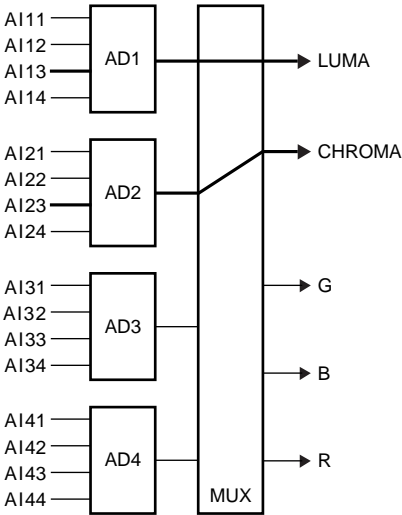 AI11
AI12
AI13
AI14
AD1
LUMA
AI21
AI22
AI23
AI24
AD2
CHROMA
AI31
AI32
AI33
AI34
AD3
G
B
AI41
AI42
AI43
AI44
AD4
R
MUX